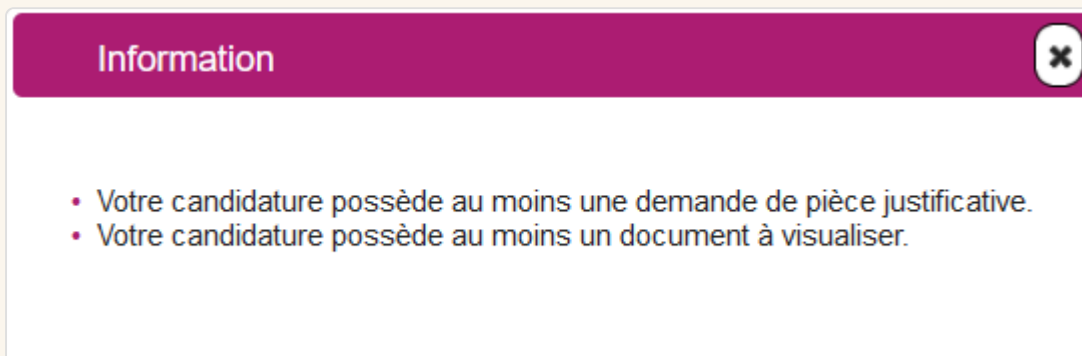 Information
• Votre candidature possède au moins une demande de pièce justificative.
• Votre candidature possède au moins un document à visualiser.